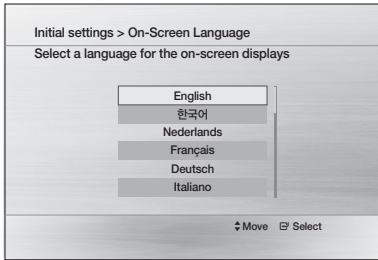 Initial settings > On-Screen Language
Select a language for the on-screen displays
English
한국어
Nederlands
Français
Deutsch
Italiano
Move Select